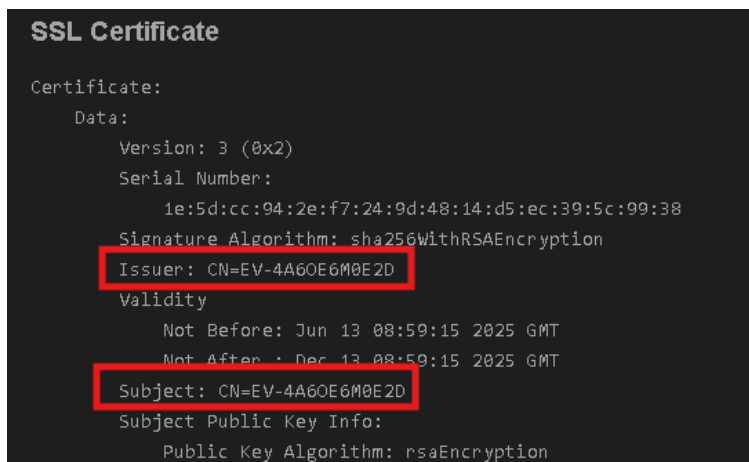 SSL Certificate
Certificate:
Data:
Version: 3 (0x2)
Serial Number:
1e:5d:cc:94:2e:f7:24:9d:48:14:d5:ec:39:5c:99:38
Signature Algorithm: sha256WithRSAEncryption
Issuer: CN=EV-4A6OE6M0E2D
Validity
Not Before: Jun 13 08:59:15 2025 GMT
Not After : Dec 13 08:59:15 2025 GMT
Subject: CN=EV-4A6OE6M0E2D
Subject Public Key Info:
Public Key Algorithm: rsaEncryption